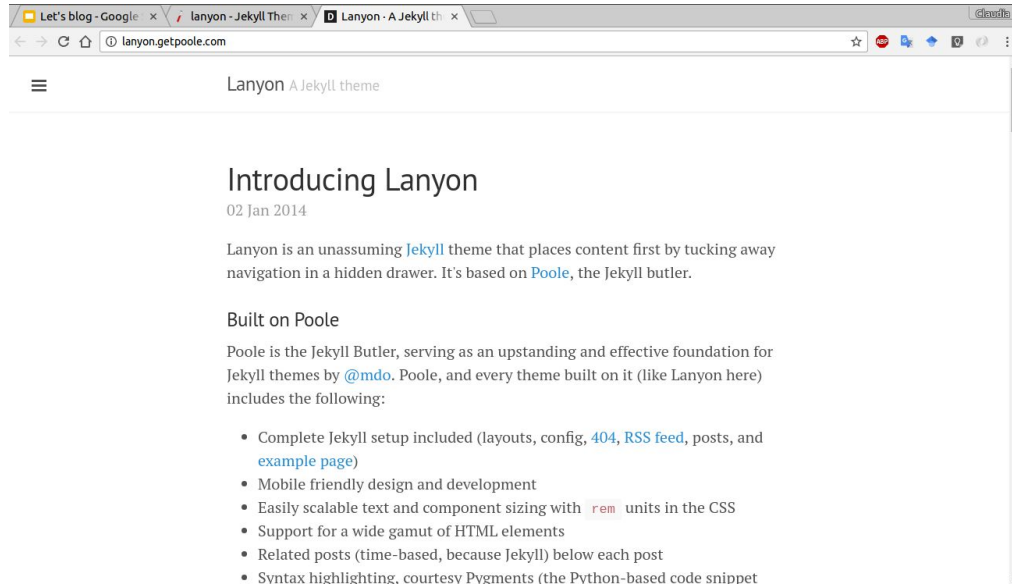 Let's blog - Google
lanyon - Jekyll Them
Lanyon · A Jekyll th
Claudia
lanyon.getpoole.com
ABP
Lanyon A Jekyll theme
Introducing Lanyon
02 Jan 2014
Lanyon is an unassuming Jekyll theme that places content first by tucking away
navigation in a hidden drawer. It's based on Poole, the Jekyll butler.
Built on Poole
Poole is the Jekyll Butler, serving as an upstanding and effective foundation for
Jekyll themes by @mdo. Poole, and every theme built on it (like Lanyon here)
includes the following:
• Complete Jekyll setup included (layouts, config, 404, RSS feed, posts, and
example page)
• Mobile friendly design and development
• Easily scalable text and component sizing with rem units in the CSS
• Support for a wide gamut of HTML elements
• Related posts (time-based, because Jekyll) below each post
• Syntax highlighting, courtesy Pygments (the Python-based code snippet